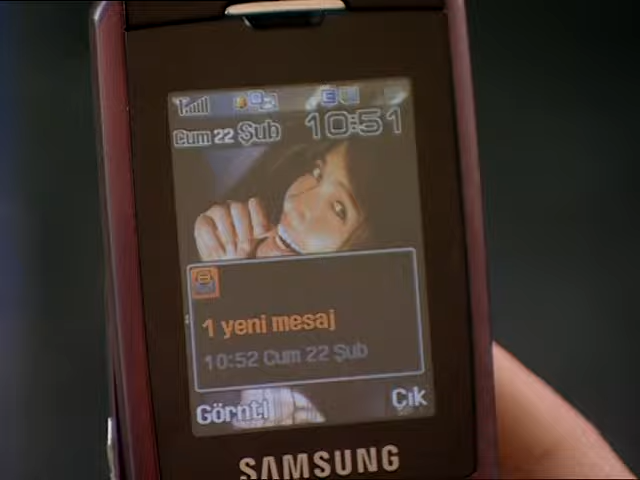 Cum 22 Şub 10:51
1 yeni mesaj
10:52 Cum 22 Şub
Görntl Çık
SAMSUNG